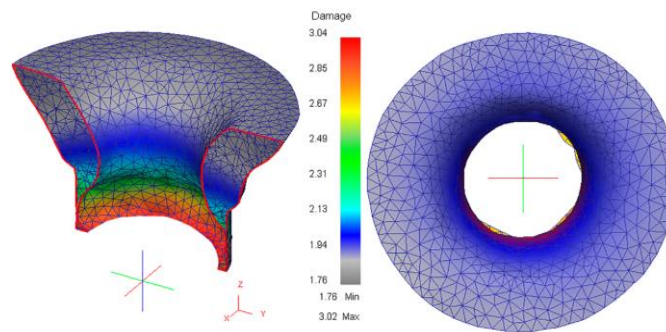 Damage
3.04
2.85
2.67
2.49
2.31
2.13
1.94
1.76
1.76 Min
3.02 Max
Z
X
Y